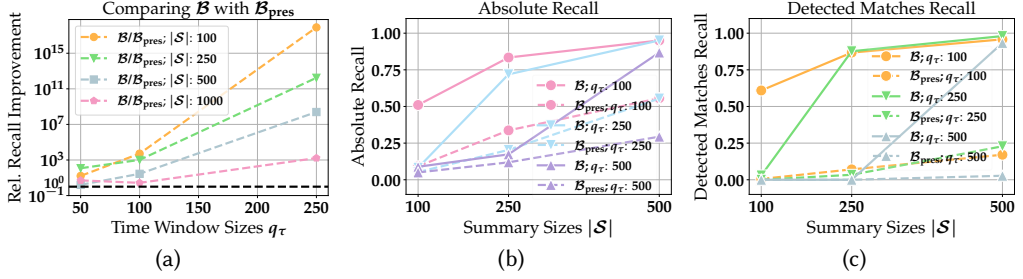 Comparing 𝓑 with 𝓑pres
Rel. Recall Improvement
10^15
10^11
10^7
10^3
10^0
10^−1
𝓑/𝓑pres; |𝓢|: 100
𝓑/𝓑pres; |𝓢|: 250
𝓑/𝓑pres; |𝓢|: 500
𝓑/𝓑pres; |𝓢|: 1000
50 100 150 200 250
Time Window Sizes qτ
(a)
Absolute Recall
Absolute Recall
1.00
0.75
0.50
0.25
0.00
𝓑; qτ: 100
𝓑pres; qτ: 100
𝓑; qτ: 250
𝓑pres; qτ: 250
𝓑; qτ: 500
𝓑pres; qτ: 500
100 250 500
Summary Sizes |𝓢|
(b)
Detected Matches Recall
Detected Matches Recall
1.00
0.75
0.50
0.25
0.00
𝓑; qτ: 100
𝓑pres; qτ: 100
𝓑; qτ: 250
𝓑pres; qτ: 250
𝓑; qτ: 500
𝓑pres; qτ: 500
100 250 500
Summary Sizes |𝓢|
(c)